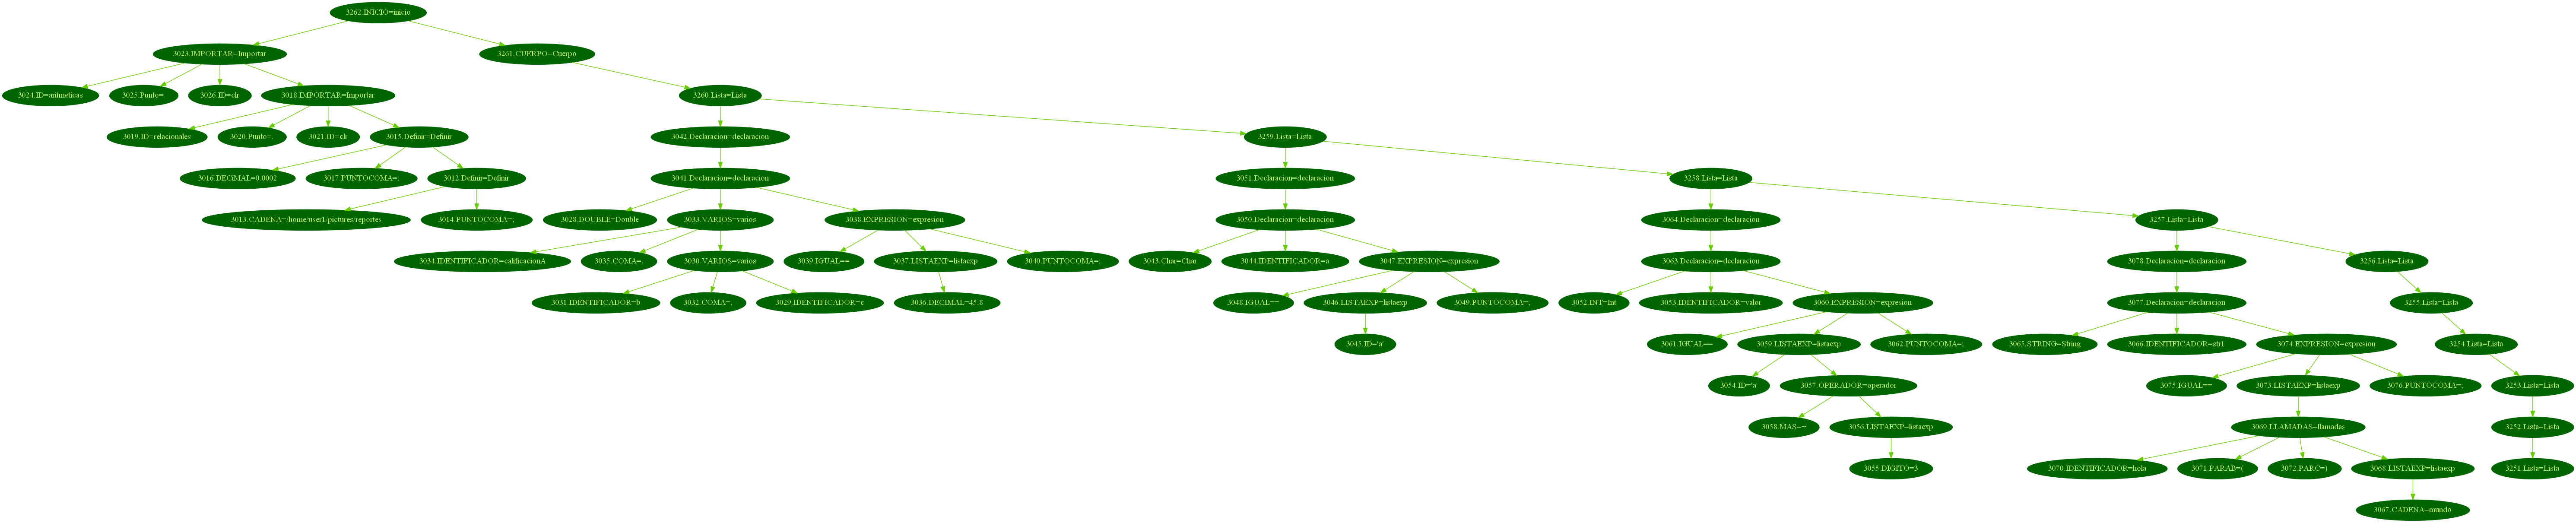 3262.INICIO=inicio
3023.IMPORTAR=Importar
3261.CUERPO=Cuerpo
3024.ID=aritmeticas
3025.Punto=.
3026.ID=clr
3018.IMPORTAR=Importar
3260.Lista=Lista
3019.ID=relacionales
3020.Punto=.
3021.ID=clr
3015.Definir=Definir
3042.Declaracion=declaracion
3259.Lista=Lista
3016.DECiMAL=0.0002
3017.PUNTOCOMA=;
3012.Definir=Definir
3041.Declaracion=declaracion
3051.Declaracion=declaracion
3258.Lista=Lista
3013.CADENA=/home/user1/pictures/reportes
3014.PUNTOCOMA=;
3028.DOUBLE=Double
3033.VARIOS=varios
3038.EXPRESION=expresion
3050.Declaracion=declaracion
3064.Declaracion=declaracion
3257.Lista=Lista
3034.IDENTIFICADOR=calificacionA
3035.COMA=,
3030.VARIOS=varios
3039.IGUAL==
3037.LISTAEXP=listaexp
3040.PUNTOCOMA=;
3043.Char=Char
3044.IDENTIFICADOR=a
3047.EXPRESION=expresion
3063.Declaracion=declaracion
3078.Declaracion=declaracion
3256.Lista=Lista
3031.IDENTIFICADOR=b
3032.COMA=,
3029.IDENTIFICADOR=c
3036.DECIMAL=45.8
3048.IGUAL==
3046.LISTAEXP=listaexp
3049.PUNTOCOMA=;
3052.INT=Int
3053.IDENTIFICADOR=valor
3060.EXPRESION=expresion
3077.Declaracion=declaracion
3255.Lista=Lista
3045.ID='a'
3061.IGUAL==
3059.LISTAEXP=listaexp
3062.PUNTOCOMA=;
3065.STRING=String
3066.IDENTIFICADOR=str1
3074.EXPRESION=expresion
3254.Lista=Lista
3054.ID='a'
3057.OPERADOR=operador
3075.IGUAL==
3073.LISTAEXP=listaexp
3076.PUNTOCOMA=;
3253.Lista=Lista
3058.MAS=+
3056.LISTAEXP=listaexp
3069.LLAMADAS=llamadas
3252.Lista=Lista
3055.DIGITO=3
3070.IDENTIFICADOR=hola
3071.PARAB=(
3072.PARC=)
3068.LISTAEXP=listaexp
3251.Lista=Lista
3067.CADENA=mundo